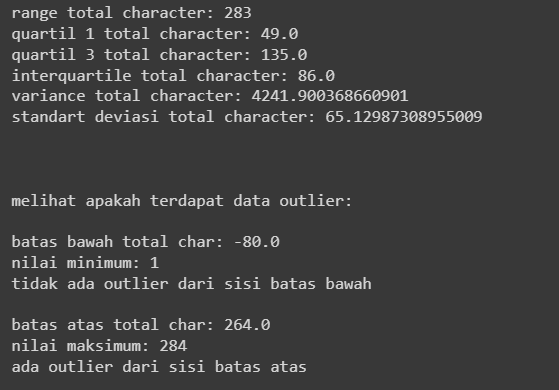 range total character: 283
quartil 1 total character: 49.0
quartil 3 total character: 135.0
interquartile total character: 86.0
variance total character: 4241.900368660901
standart deviasi total character: 65.12987308955009
melihat apakah terdapat data outlier:
batas bawah total char: -80.0
nilai minimum: 1
tidak ada outlier dari sisi batas bawah
batas atas total char: 264.0
nilai maksimum: 284
ada outlier dari sisi batas atas